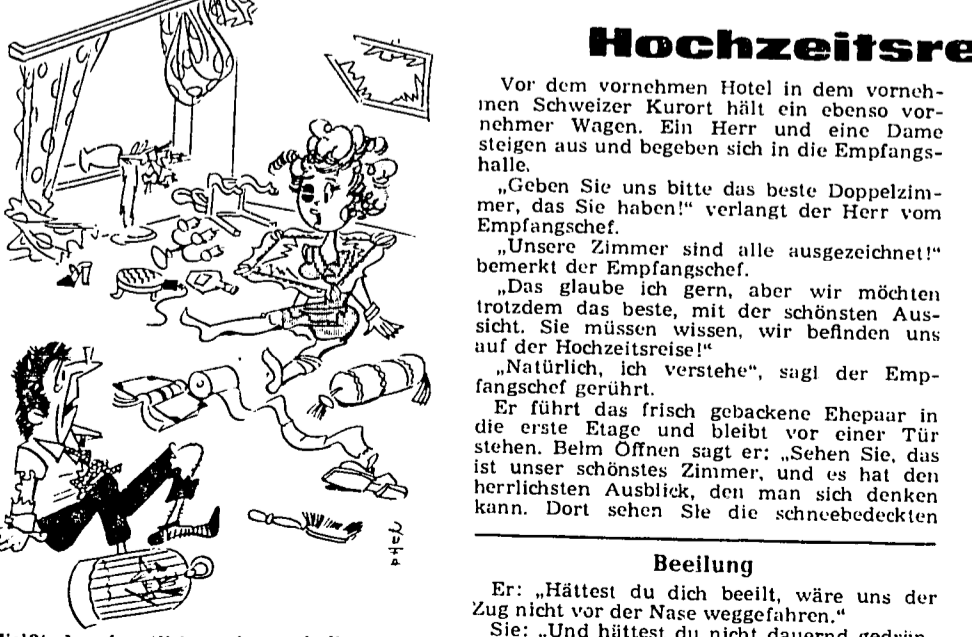 Hochzeitsre
Vor dem vornehmen Hotel in dem vorneh-
men Schweizer Kurort hält ein ebenso vor-
nehmer Wagen. Ein Herr und eine Dame
steigen aus und begeben sich in die Empfangs-
halle.
„Geben Sie uns bitte das beste Doppelzim-
mer, das Sie haben!“ verlangt der Herr vom
Empfangschef.
„Unsere Zimmer sind alle ausgezeichnet!“
bemerkt der Empfangschef.
„Das glaube ich gern, aber wir möchten
trotzdem das beste, mit der schönsten Aus-
sicht. Sie müssen wissen, wir befinden uns
auf der Hochzeitsreise!“
„Natürlich, ich verstehe“, sagt der Emp-
fangschef gerührt.
Er führt das frisch gebackene Ehepaar in
die erste Etage und bleibt vor einer Tür
stehen. Beim Öffnen sagt er: „Sehen Sie, das
ist unser schönstes Zimmer, und es hat den
herrlichsten Ausblick, den man sich denken
kann. Dort sehen Sie die schneebedeckten
Beeilung
Er: „Hättest du dich beeilt, wäre uns der
Zug nicht vor der Nase weggefahren.“
Sie: „Und hättest du nicht dauernd gedrän-